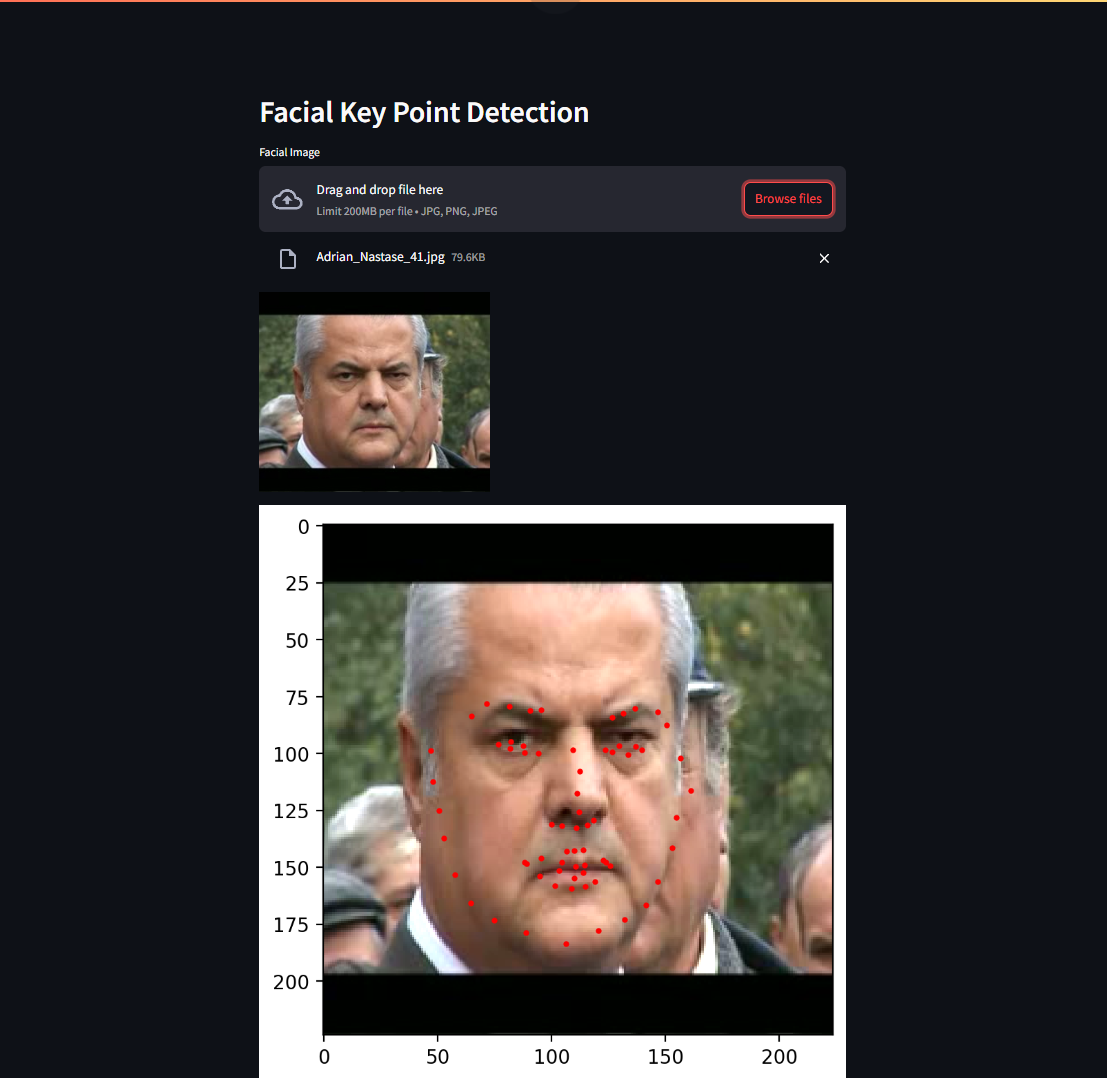 Facial Key Point Detection
Facial Image
Drag and drop file here
Limit 200MB per file • JPG, PNG, JPEG
Browse files
Adrian_Nastase_41.jpg 79.6KB
0
25
50
75
100
125
150
175
200
0 50 100 150 200